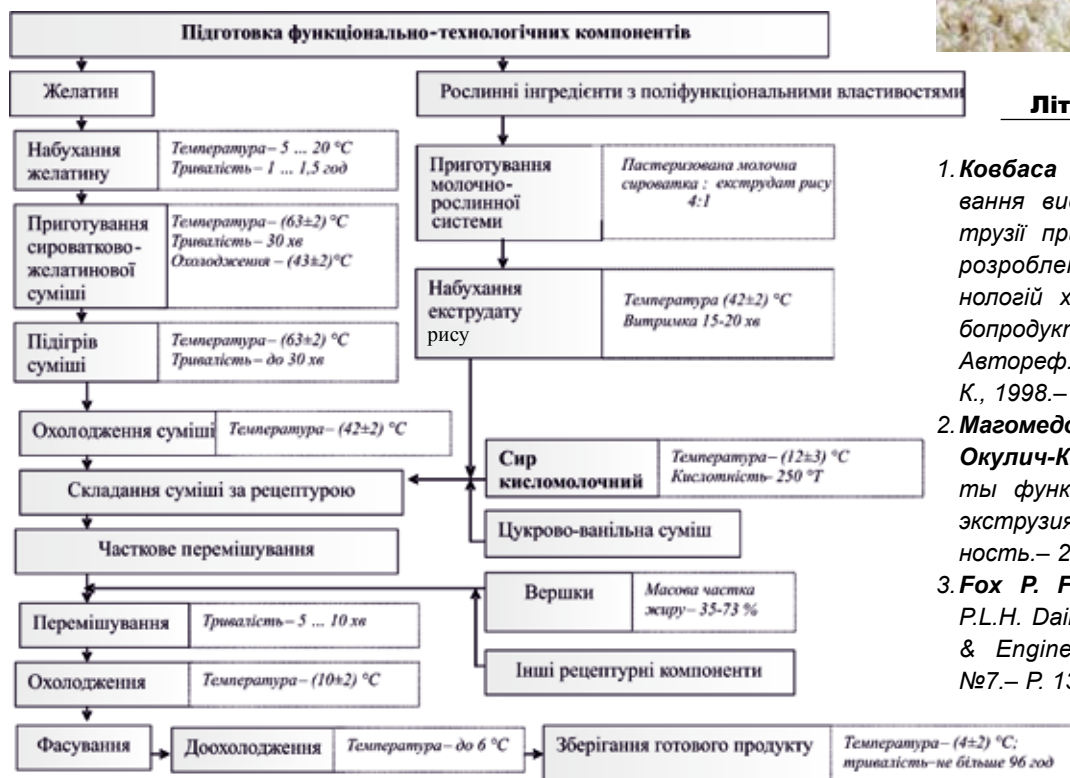 Підготовка функціонально-технологічних компонентів
Желатин
Рослинні інгредієнти з поліфункціональними властивостями
Набухання
желатину
Температура– 5 ... 20 °С
Тривалість– 1 ... 1,5 год
Приготування
молочно-
рослинної
системи
Пастеризована молочна
сироватка : екструдат рису
4:1
Приготування
сироватково-
желатинової
суміші
Температура– (63±2) °С
Тривалість– 30 хв
Охолодження – (43±2)°С
Набухання
екструдату
рису
Температура (42±2) °С
Витримка 15-20 хв
Підігрів
суміші
Температура– (63±2) °С
Тривалість– до 30 хв
Охолодження суміші
Температура– (42±2) °С
Сир
кисломолочний
Температура– (12±3) °С
Кислотність– 250 °Т
Складання суміші за рецептурою
Цукрово-ванільна суміш
Часткове перемішування
Вершки
Масова частка
жиру– 35-73 %
Перемішування
Тривалість– 5 ... 10 хв
Інші рецептурні компоненти
Охолодження
Температура– (10±2) °С
Фасування
Доохолодження
Температура– до 6 °С
Зберігання готового продукту
Температура– (4±2) °С;
тривалість–не більше 96 год
Літ
1. Ковбаса
вання вис
трузії при
розроблен
нологій х
бопродукт
Автореф.
К., 1998.–
2. Магомедо
Окулич-К
ты функ
экструзия
ность.– 2
3. Fox P. F
P.L.H. Dair
& Engine
№7.– P. 13